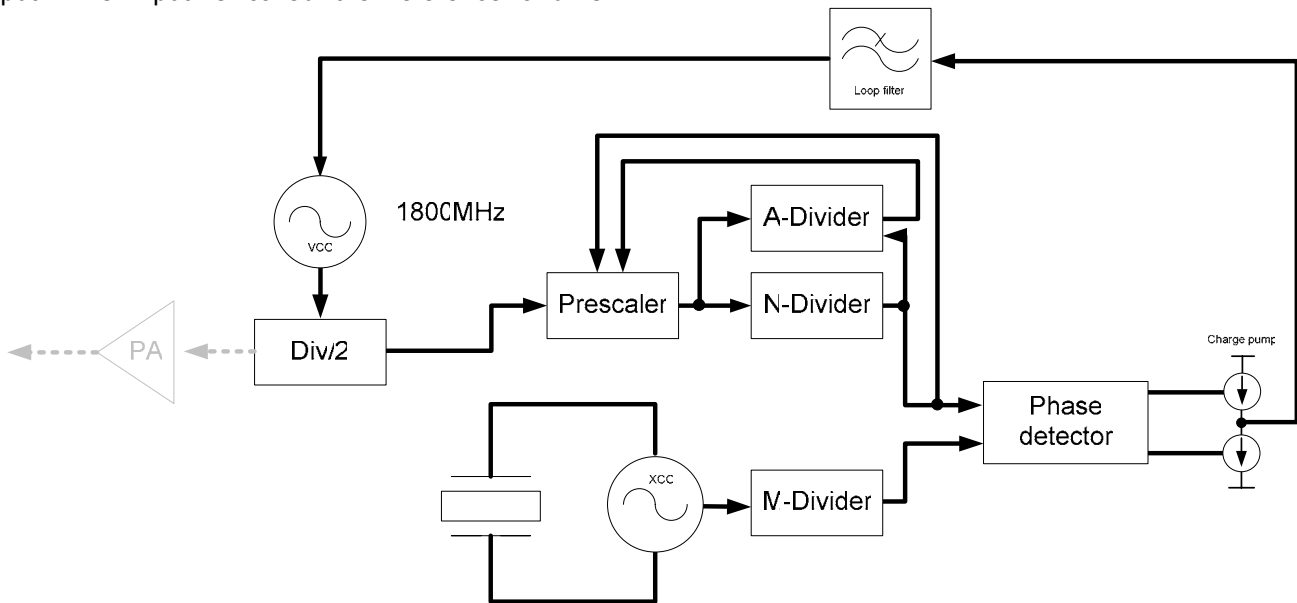 Loop filter
1800MHz
VCC
A-Divider
Prescaler
N-Divider
PA
Div/2
Charge pump
Phase
detector
XCC
M-Divider